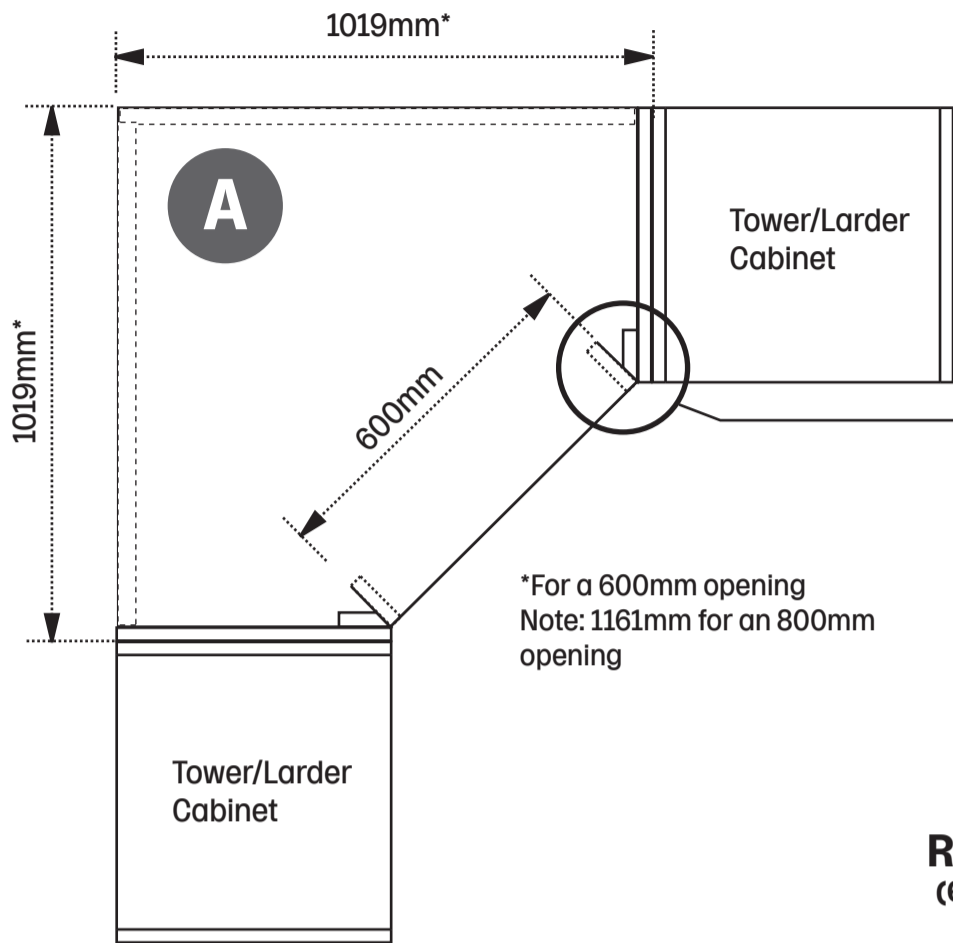 1019mm*
A
Tower/Larder
Cabinet
1019mm*
600mm
*For a 600mm opening
Note: 1161mm for an 800mm
opening
Tower/Larder
Cabinet